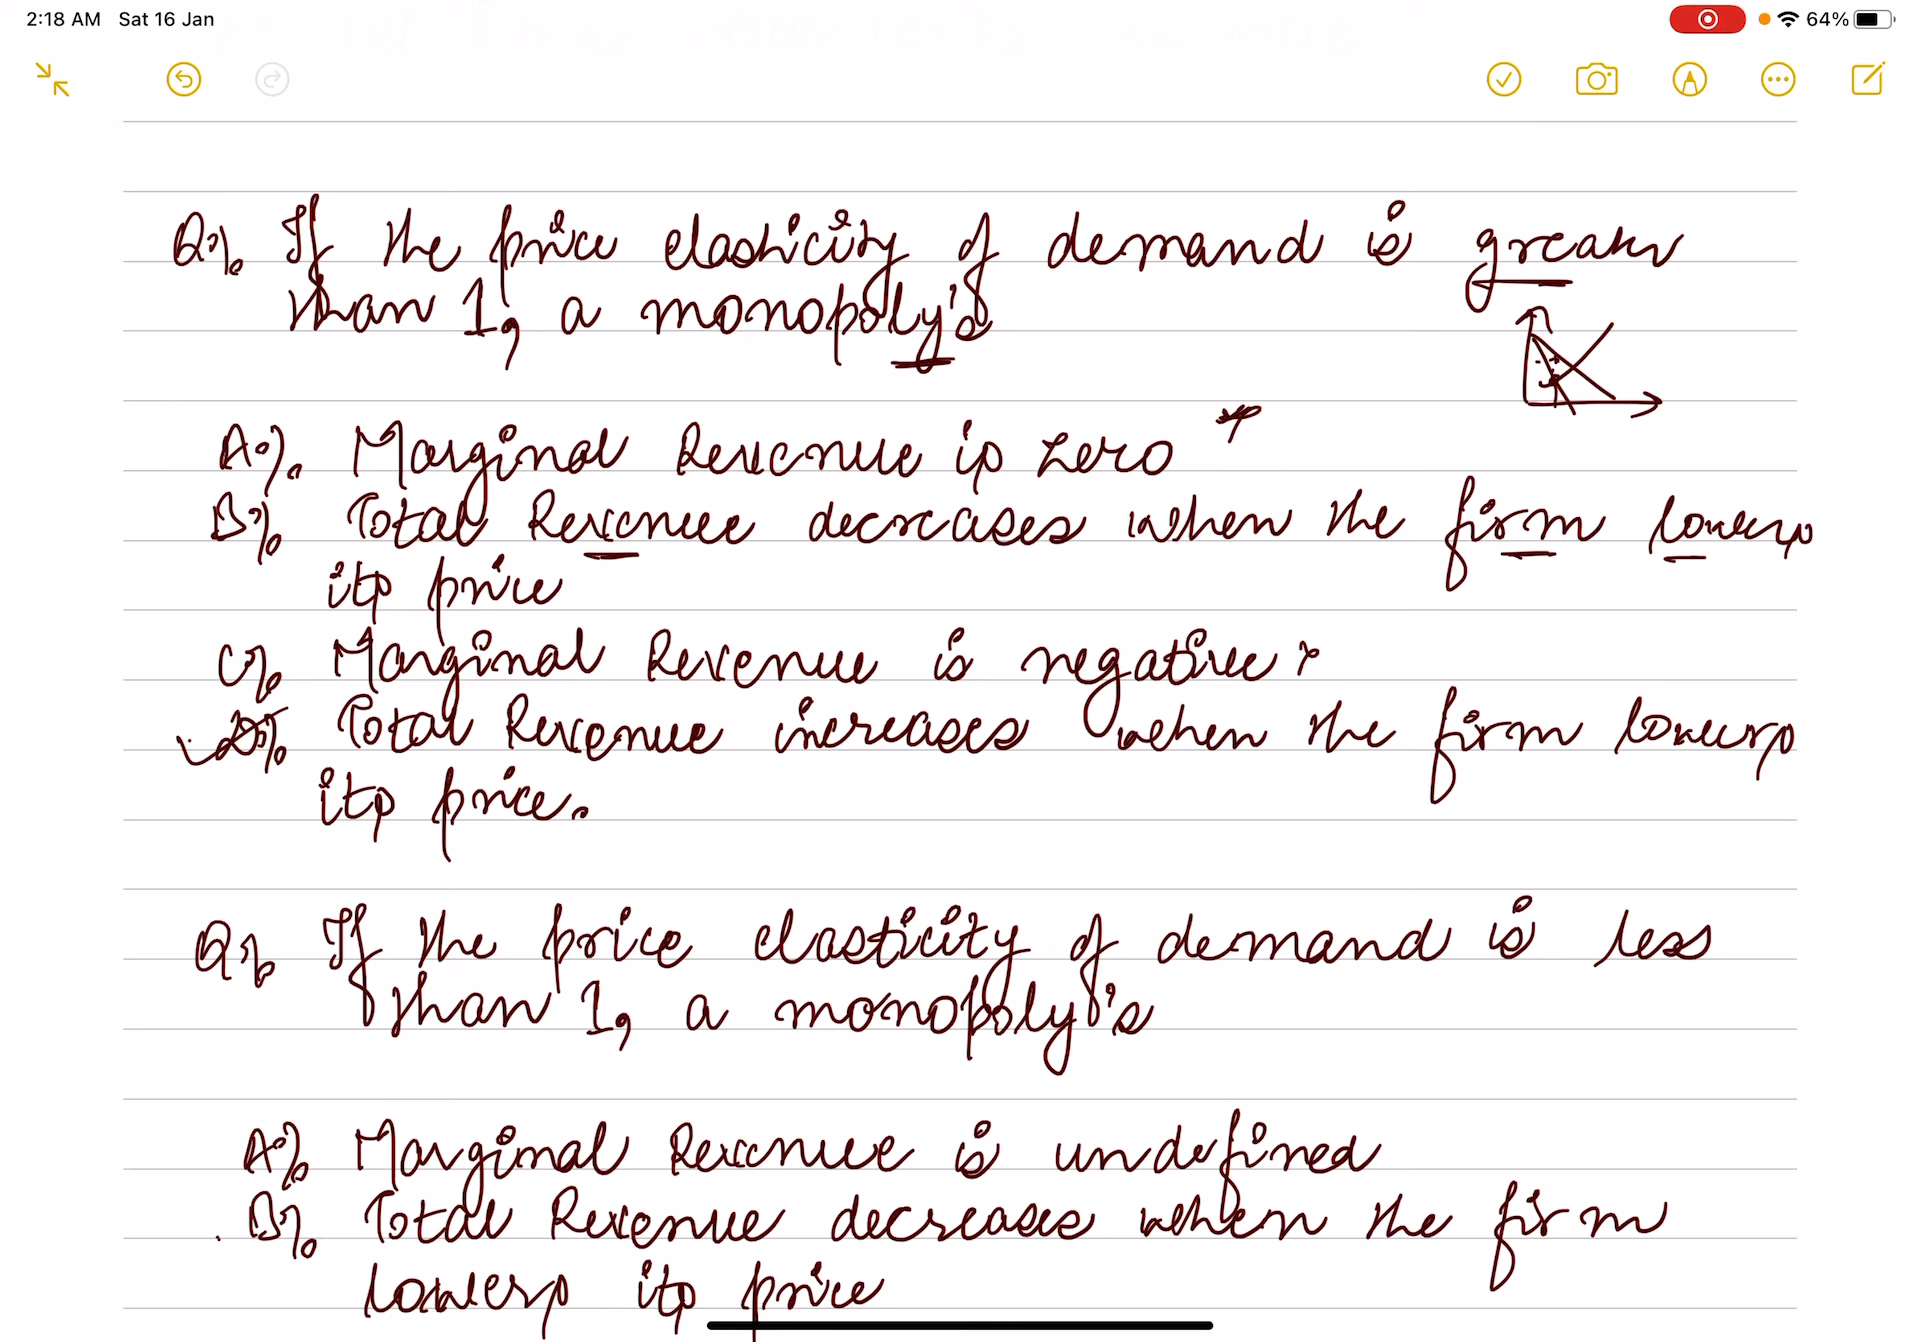 2:18 AM Sat 16 Jan
64%
Q:/. If the price elasticity of demand is greater
than 1, a monopoly's
A:/. Marginal Revenue is zero
B:/. Total Revenue decreases when the firm lowers
its price
C:/. Marginal Revenue is negative
D:/. Total Revenue increases when the firm lowers
its price.
Q:/. If the price elasticity of demand is less
than 1, a monopoly's
A:/. Marginal Revenue is undefined
B:/. Total Revenue decreases when the firm
lowers its price